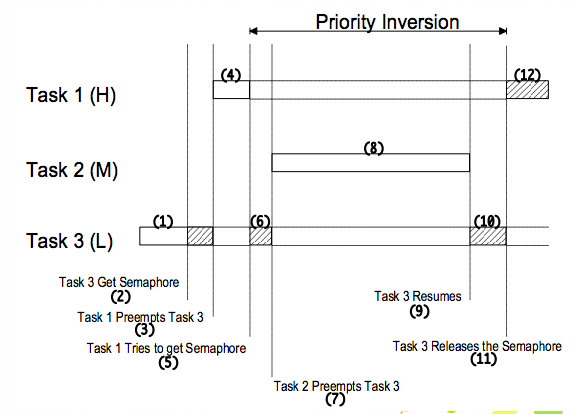 Priority Inversion
(4)
(12)
Task 1 (H)
(8)
Task 2 (M)
(1)
(6)
(10)
Task 3 (L)
Task 3 Get Semaphore
(2)
Task 3 Resumes
(9)
Task 1 Preempts Task 3
(3)
Task 1 Tries to get Semaphore
(5)
Task 3 Releases the Semaphore
(11)
Task 2 Preempts Task 3
(7)